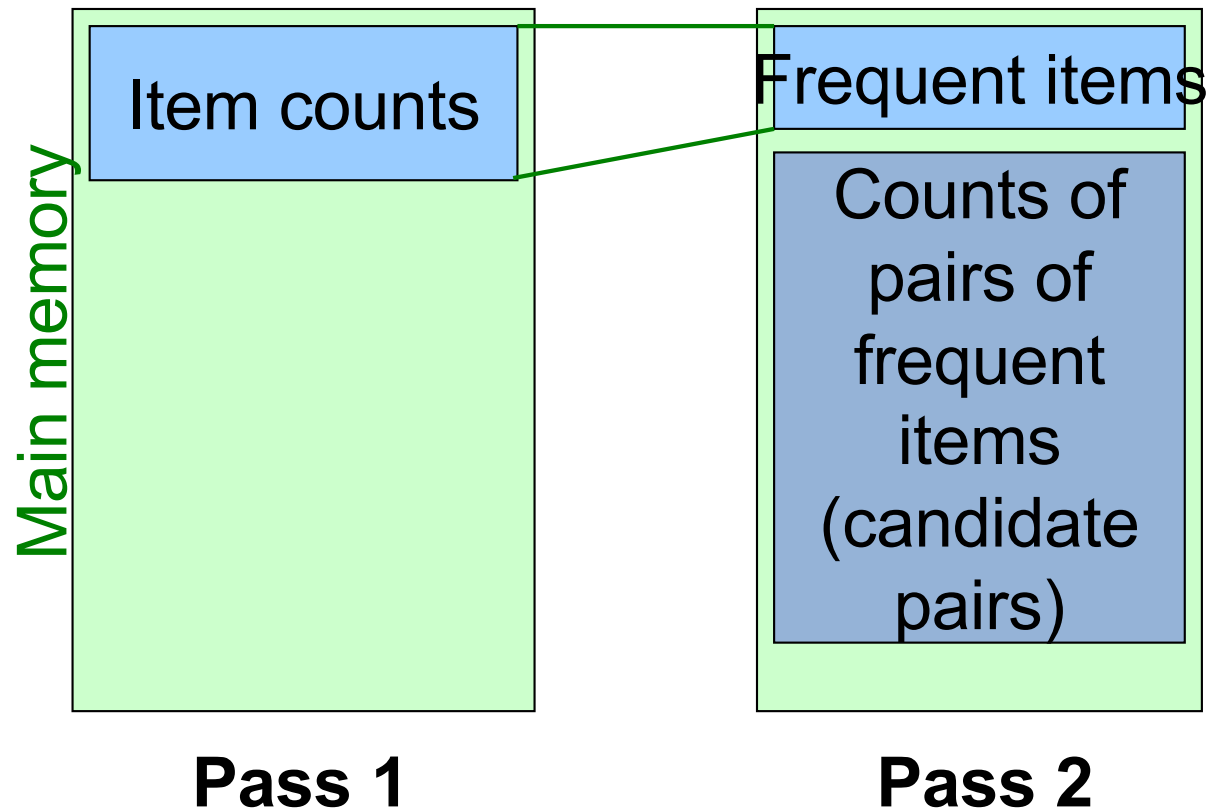 Main memory
Item counts
Frequent items
Counts of
pairs of
frequent
items
(candidate
pairs)
Pass 1
Pass 2